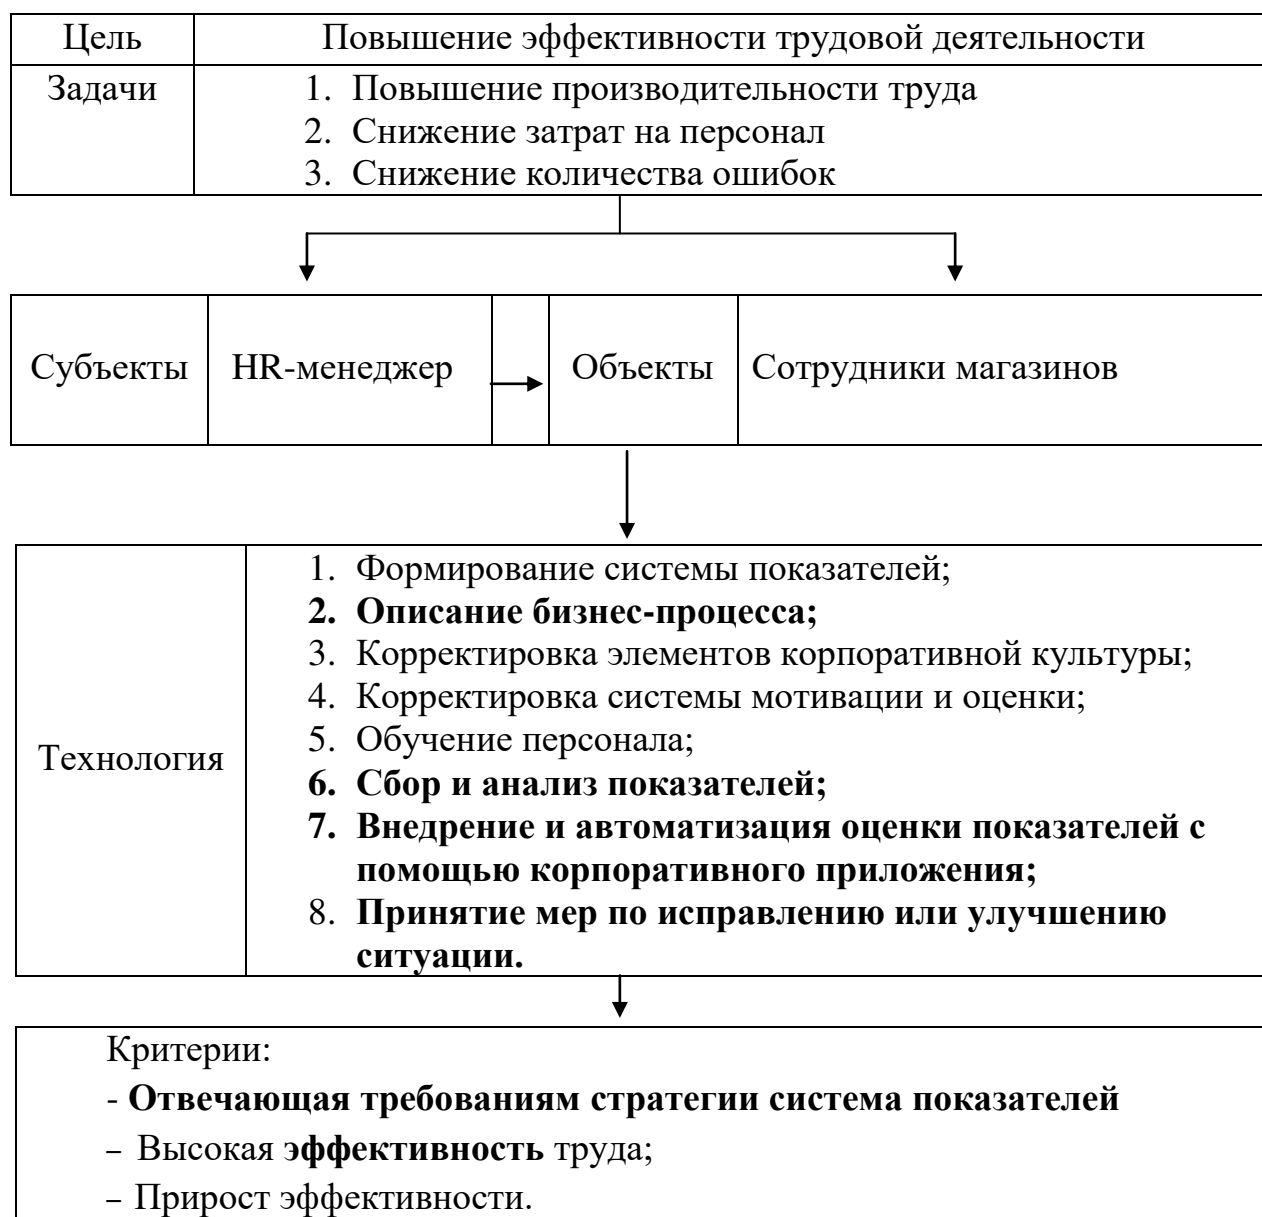 Цель Повышение эффективности трудовой деятельности
Задачи 1. Повышение производительности труда
2. Снижение затрат на персонал
3. Снижение количества ошибок
Субъекты HR-менеджер Объекты Сотрудники магазинов
1. Формирование системы показателей;
2. Описание бизнес-процесса;
3. Корректировка элементов корпоративной культуры;
4. Корректировка системы мотивации и оценки;
5. Обучение персонала;
Технология
6. Сбор и анализ показателей;
7. Внедрение и автоматизация оценки показателей с
помощью корпоративного приложения;
8. Принятие мер по исправлению или улучшению
ситуации.
Критерии:
- Отвечающая требованиям стратегии система показателей
– Высокая эффективность труда;
– Прирост эффективности.